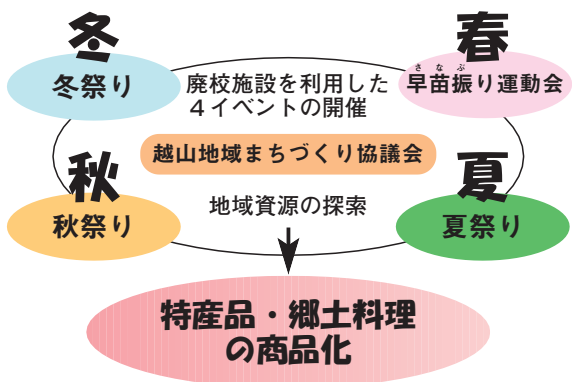 冬
冬祭り
春
さなぶ
早苗振り運動会
廃校施設を利用した
4イベントの開催
越山地域まちづくり協議会
秋
秋祭り
夏
夏祭り
地域資源の探索
特産品・郷土料理
の商品化